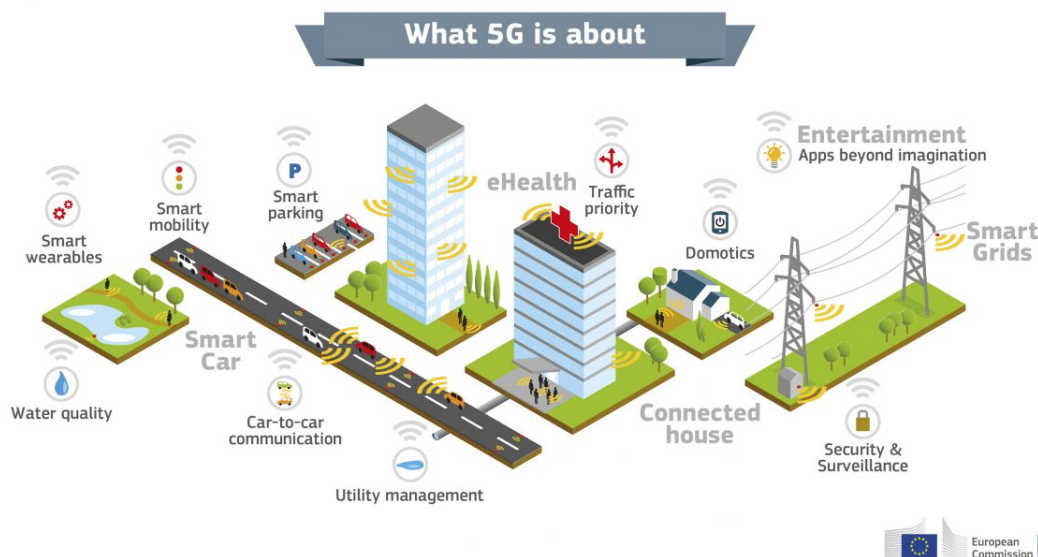 What 5G is about
Entertainment
Apps beyond imagination
Smart
mobility
Smart
parking
eHealth
Traffic
priority
Smart
wearables
Domotics
Smart
Grids
Smart
Car
Water quality
Car-to-car
communication
Connected
house
Security &
Surveillance
Utility management
P
European
Commission